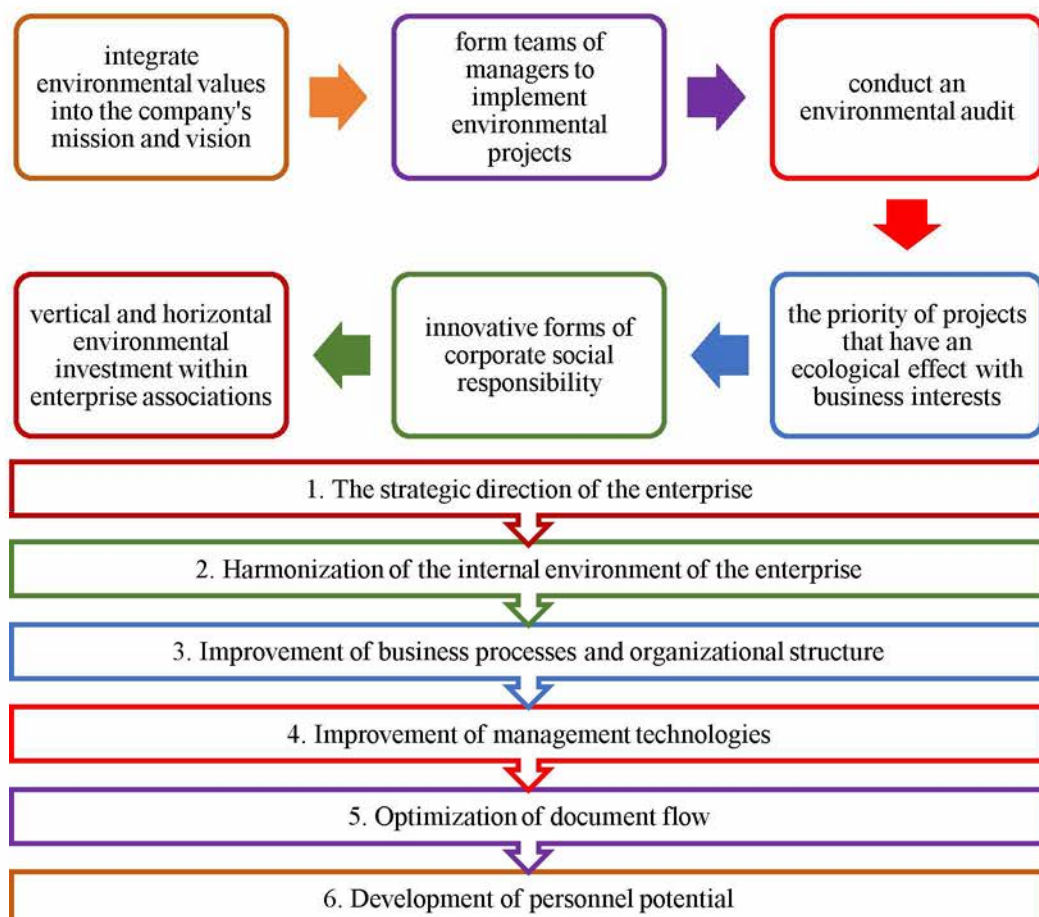 integrate
environmental values
into the company's
mission and vision
form teams of
managers to
implement
environmental
projects
conduct an
environmental audit
vertical and horizontal
environmental
investment within
enterprise associations
innovative forms of
corporate social
responsibility
the priority of projects
that have an
ecological effect with
business interests
1. The strategic direction of the enterprise
2. Harmonization of the internal environment of the enterprise
3. Improvement of business processes and organizational structure
4. Improvement of management technologies
5. Optimization of document flow
6. Development of personnel potential